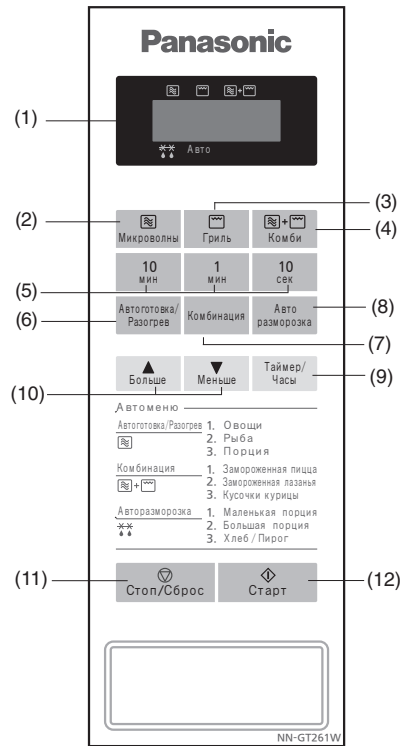 Panasonic
(1)
Авто
(3)
(2)
(4)
Микроволны Гриль Комби
10 мин 1 мин 10 сек
(5)
(8)
(6)
Автоготовка/Разогрев Комбинация Авто разморозка
(7)
Больше Меньше Таймер/Часы
(9)
(10)
Автоменю
Автоготовка/Разогрев 1. Овощи
2. Рыба
3. Порция
Комбинация 1. Замороженная пицца
2. Замороженная лазанья
3. Кусочки курицы
Авторазморозка 1. Маленькая порция
2. Большая порция
3. Хлеб / Пирог
(11)
(12)
Стоп/Сброс Старт
NN-GT261W